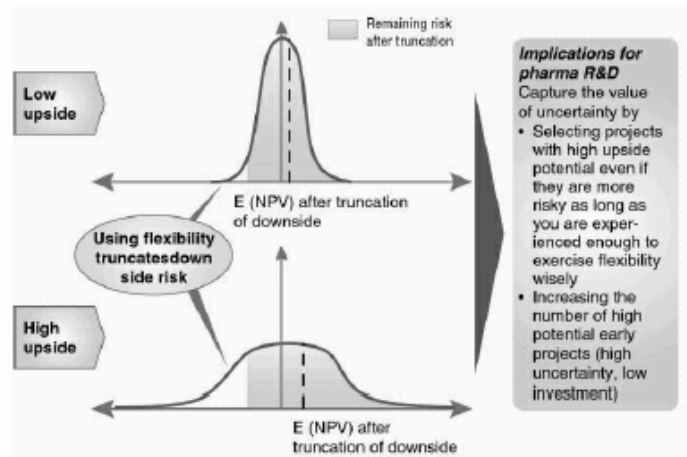 Remaining risk
after truncation
Low
upside
E (NPV) after truncation
of downside
Using flexibility
truncatesdown
side risk
High
upside
E (NPV) after
truncation of downside
Implications for
pharma R&D
Capture the value
of uncertainty by
• Selecting projects
with high upside
potential even if
they are more
risky as long as
you are exper-
ienced enough to
exercise flexibility
wisely
• Increasing the
number of high
potential early
projects (high
uncertainty, low
investment)